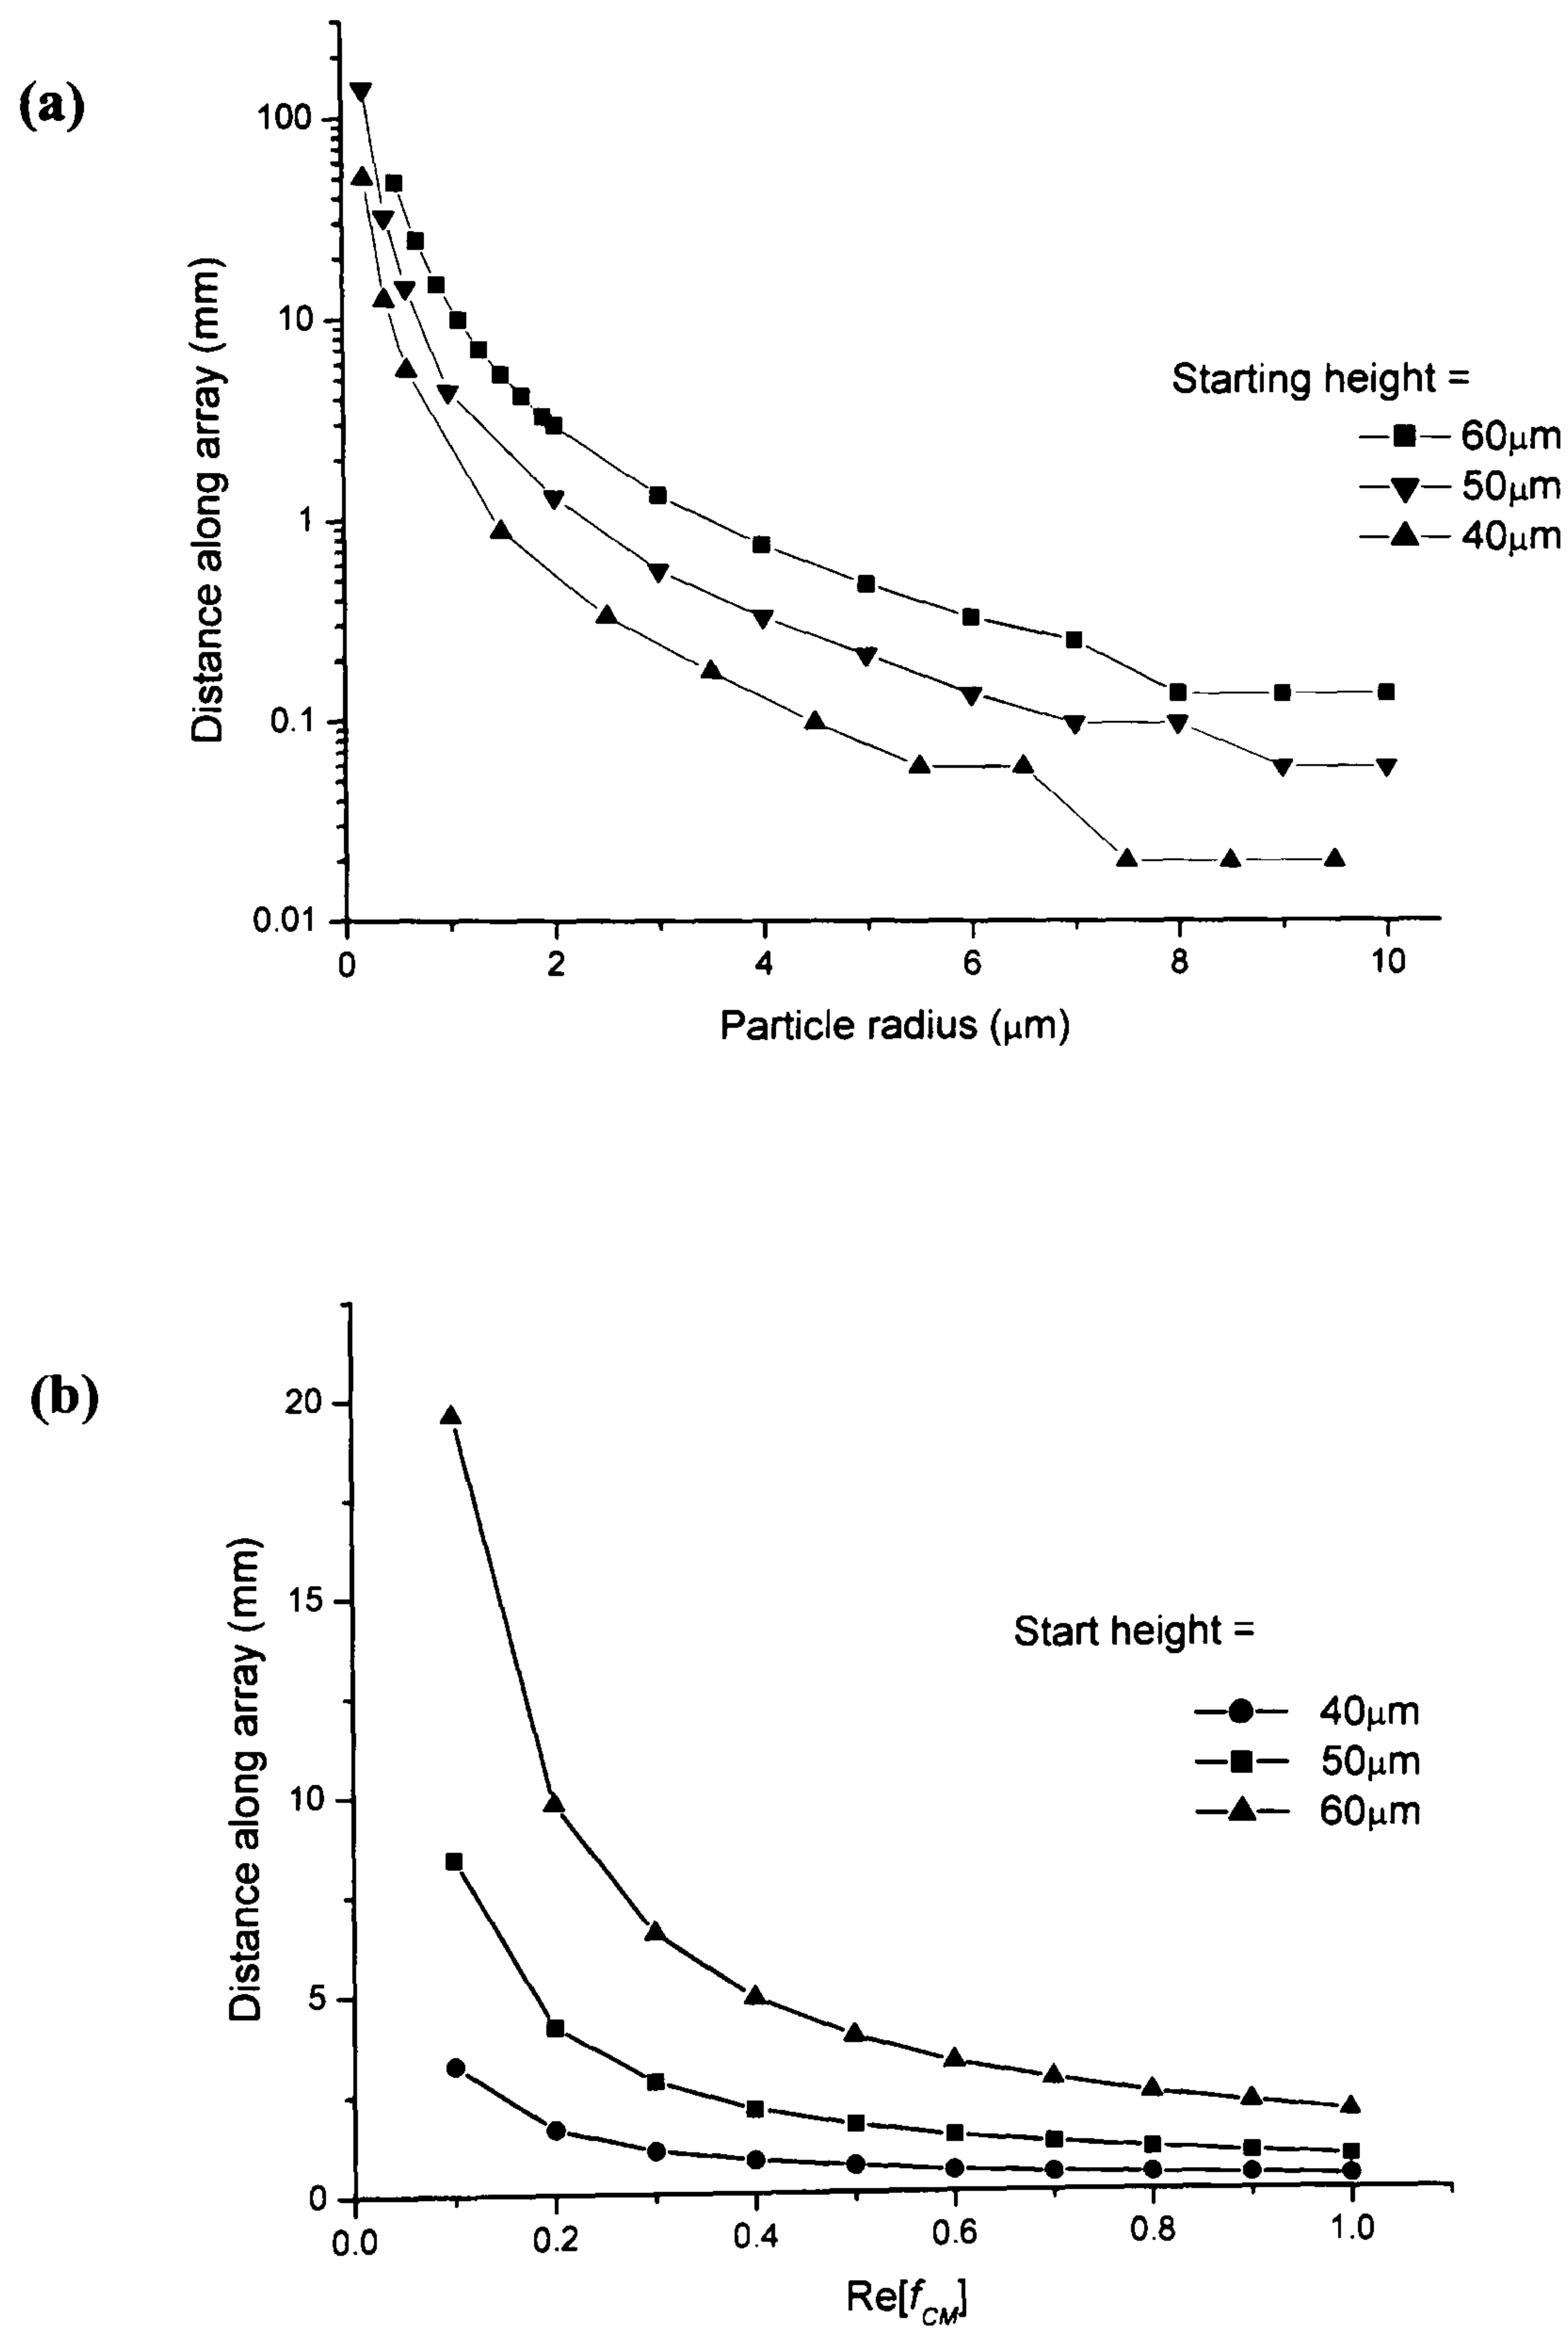 (a)
100
10
1
0.1
0.01
0
2
4
6
8
10
Distance along array (mm)
Particle radius (μm)
Starting height =
60μm
50μm
40μm
(b)
20
15
10
5
0
0.0
0.2
0.4
0.6
0.8
1.0
Distance along array (mm)
Re[f_CM]
Start height =
40μm
50μm
60μm